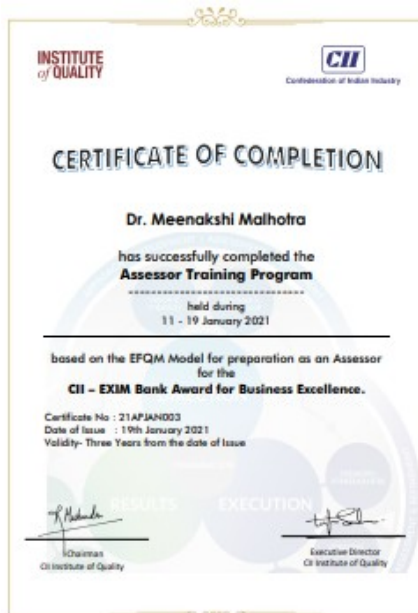 INSTITUTE
of QUALITY
CII
Confederation of Indian Industry
CERTIFICATE OF COMPLETION
Dr. Meenakshi Malhotra
has successfully completed the
Assessor Training Program
-------------------------------
held during
11 - 19 January 2021
based on the EFQM Model for preparation as an Assessor
for the
CII – EXIM Bank Award for Business Excellence.
Certificate No : 21APJAN003
Date of Issue : 19th January 2021
Validity- Three Years from the date of Issue
RESULTS
EXECUTION
Chairman
CII Institute of Quality
Executive Director
CII Institute of Quality